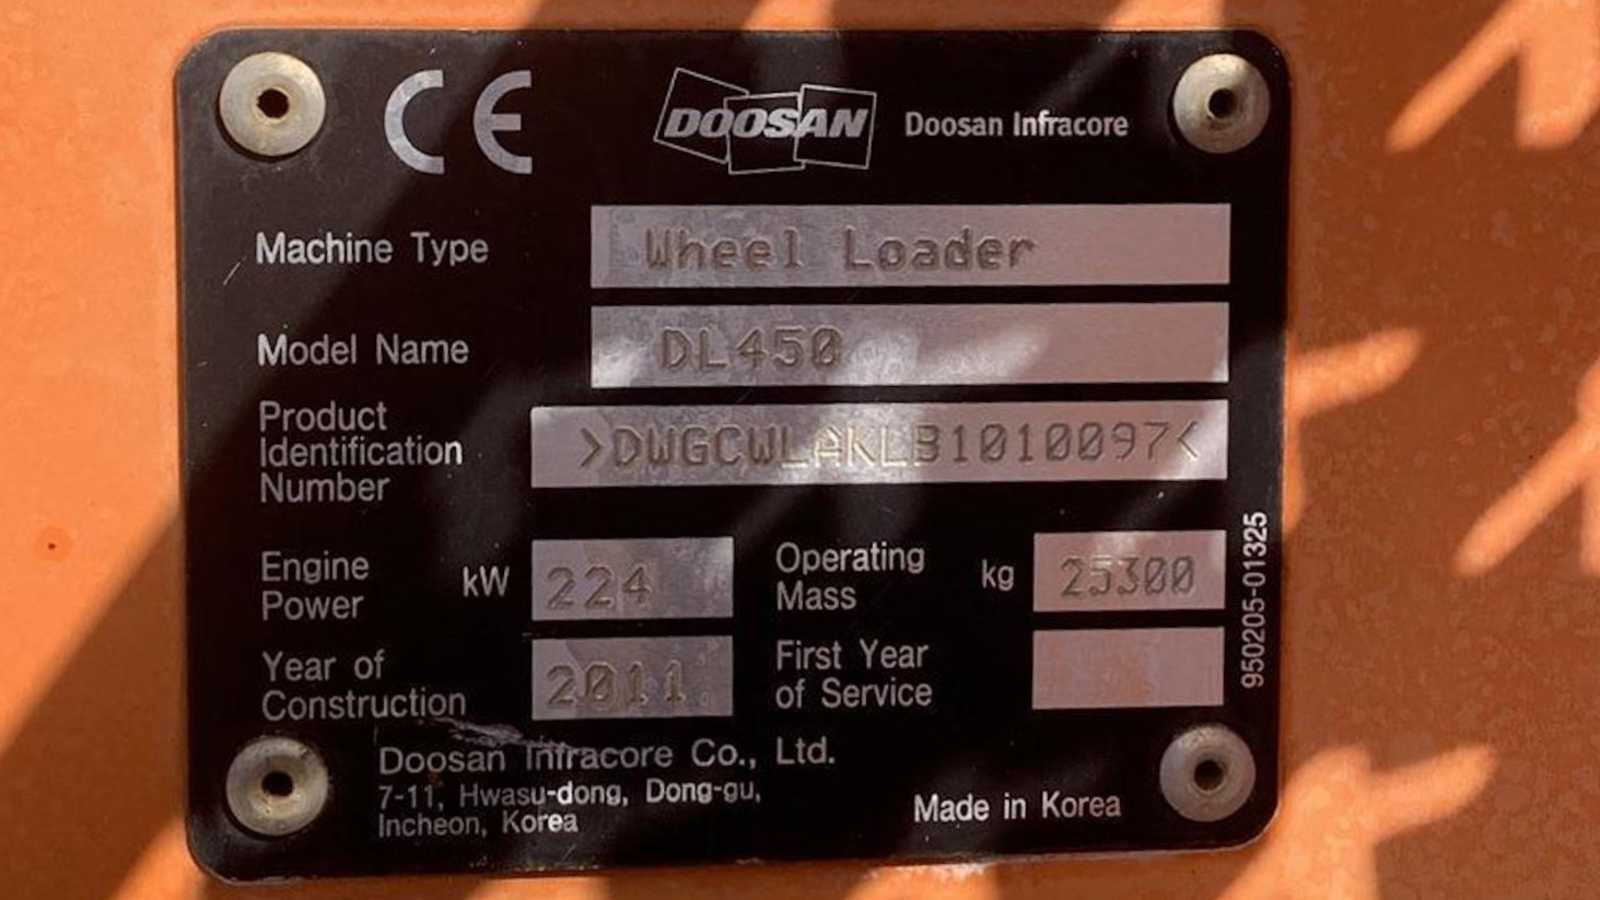 CE
DOOSAN Doosan Infracore
Machine Type Wheel Loader
Model Name DL450
Product
Identification
Number
>DWGCWLAKLB1010097<
Engine
Power kW 224
Operating
Mass kg 25300
Year of
Construction 2011
First Year
of Service
950205-01325
Doosan Infracore Co., Ltd.
7-11, Hwasu-dong, Dong-gu,
Incheon, Korea
Made in Korea